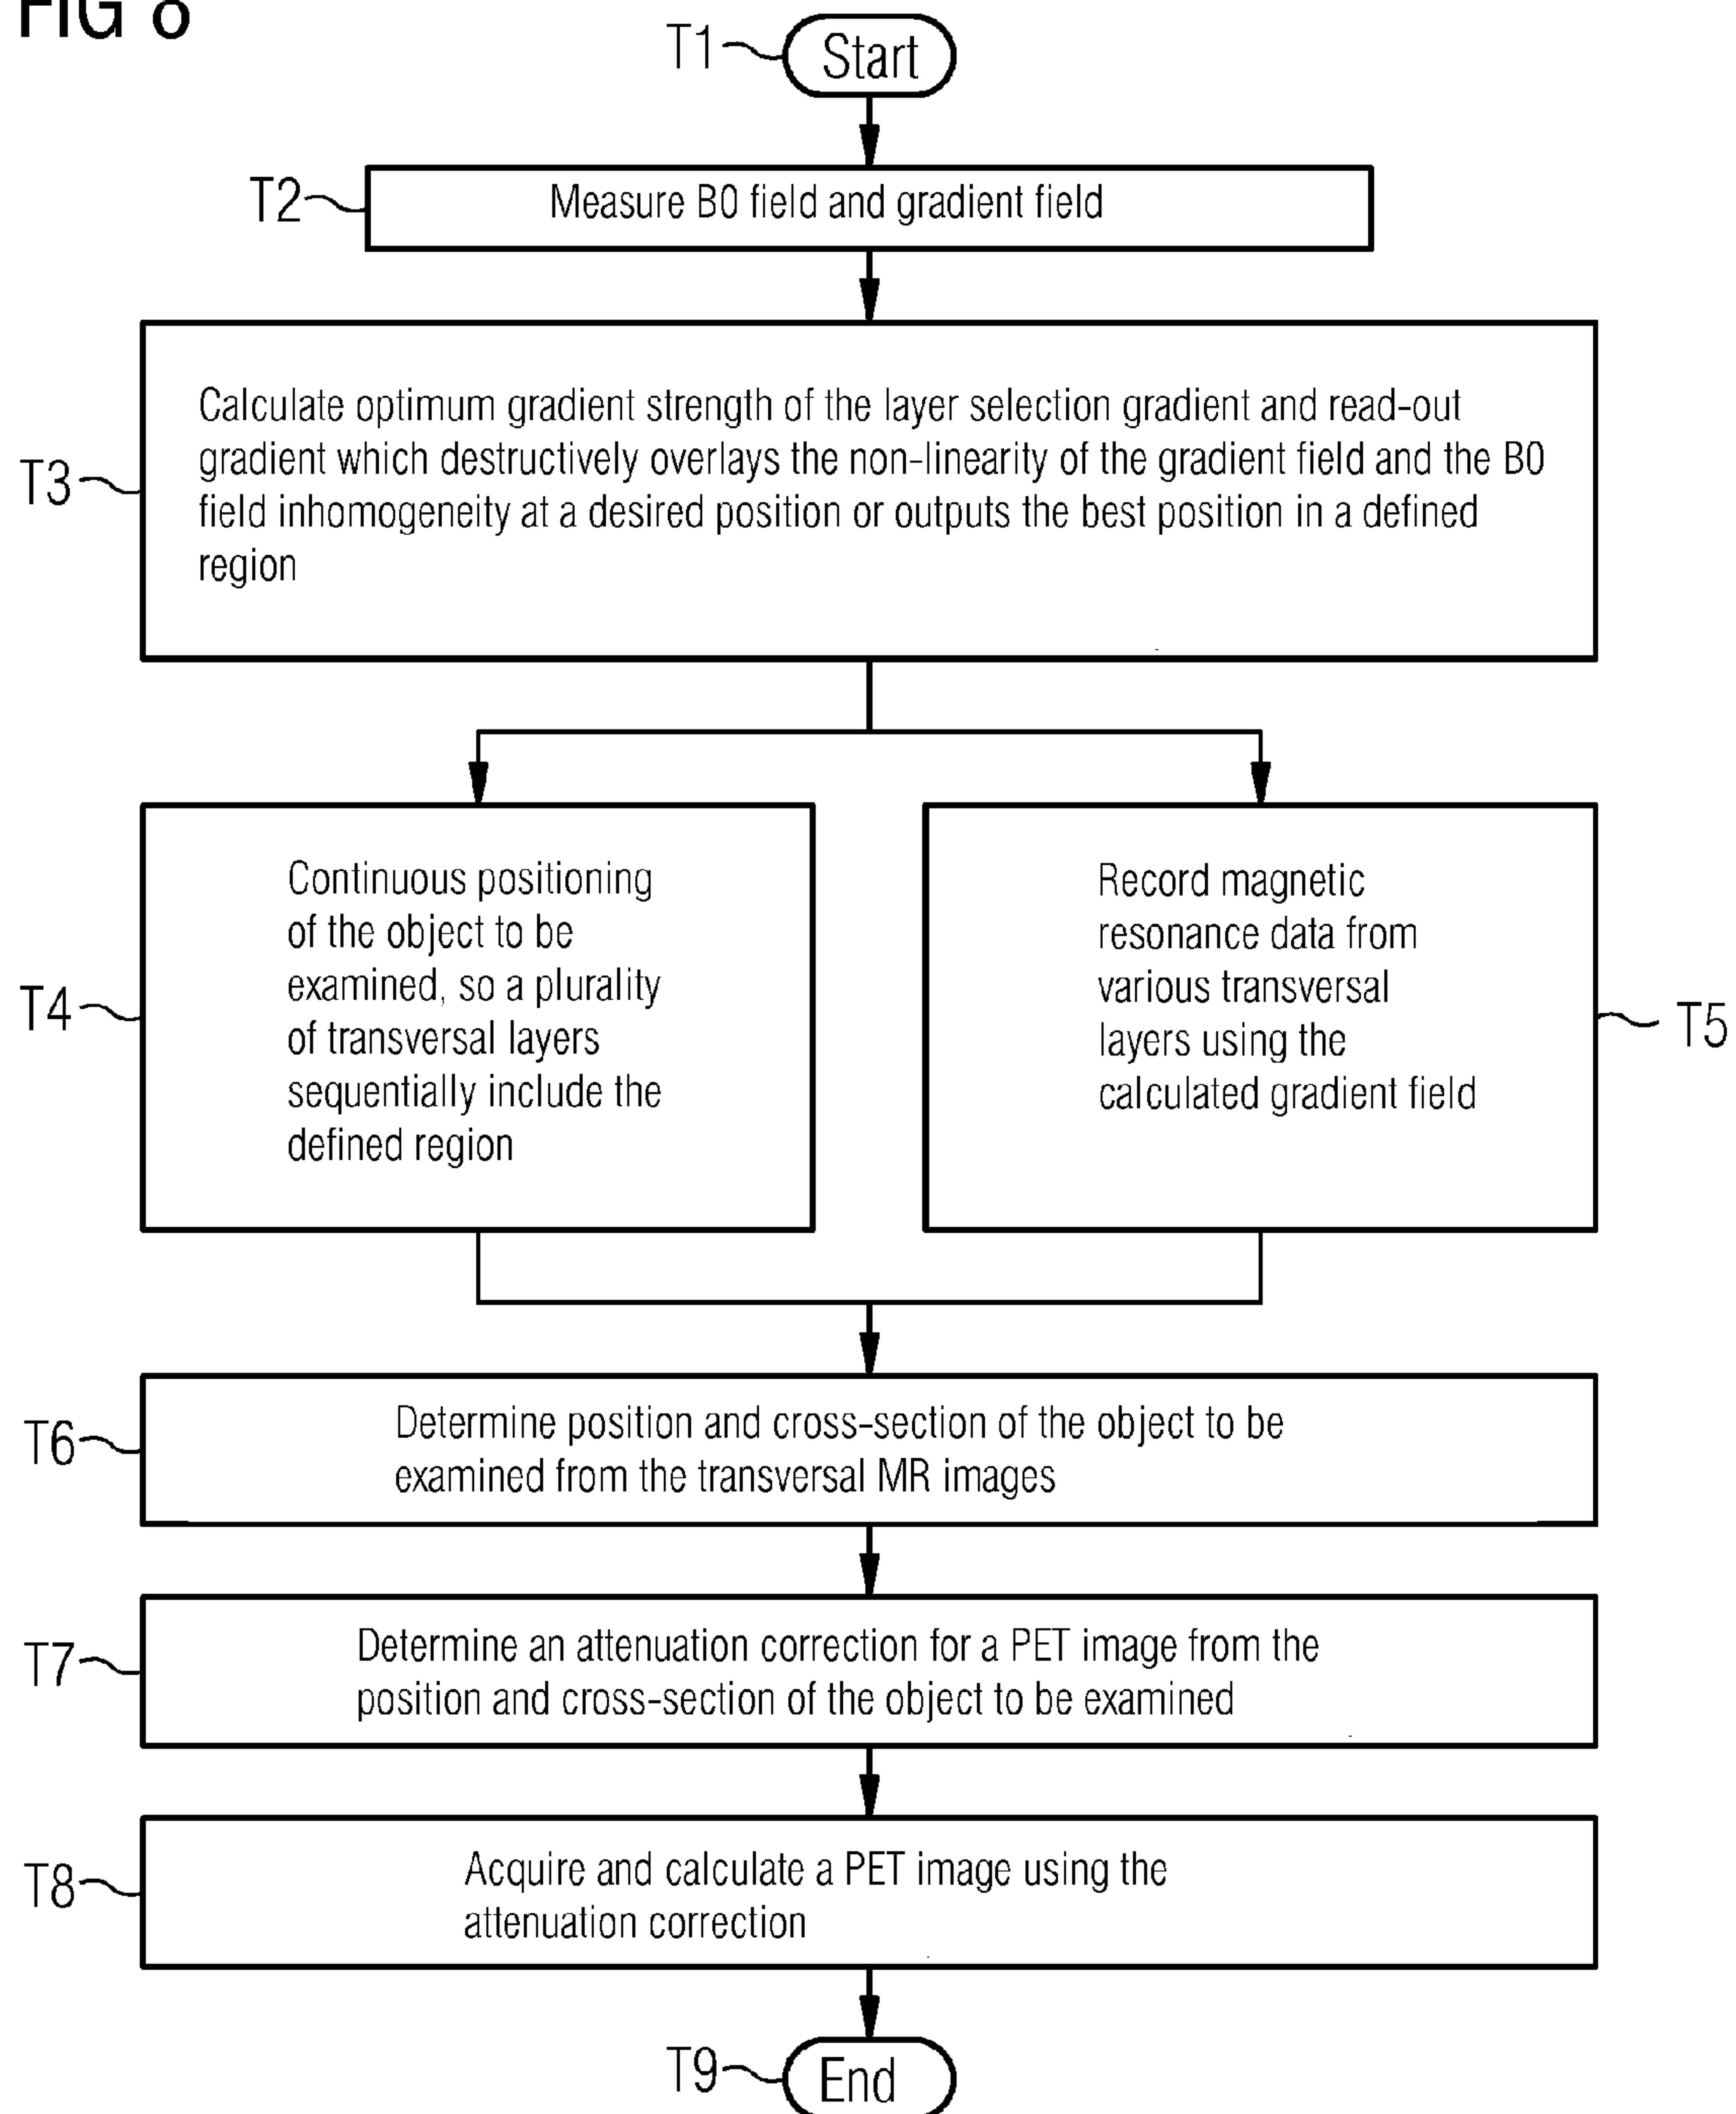 FIG 8
T1
Start
T2
Measure B0 field and gradient field
T3
Calculate optimum gradient strength of the layer selection gradient and read-out
gradient which destructively overlays the non-linearity of the gradient field and the B0
field inhomogeneity at a desired position or outputs the best position in a defined
region
T4
Continuous positioning
of the object to be
examined, so a plurality
of transversal layers
sequentially include the
defined region
Record magnetic
resonance data from
various transversal
layers using the
calculated gradient field
T5
T6
Determine position and cross-section of the object to be
examined from the transversal MR images
T7
Determine an attenuation correction for a PET image from the
position and cross-section of the object to be examined
T8
Acquire and calculate a PET image using the
attenuation correction
T9
End